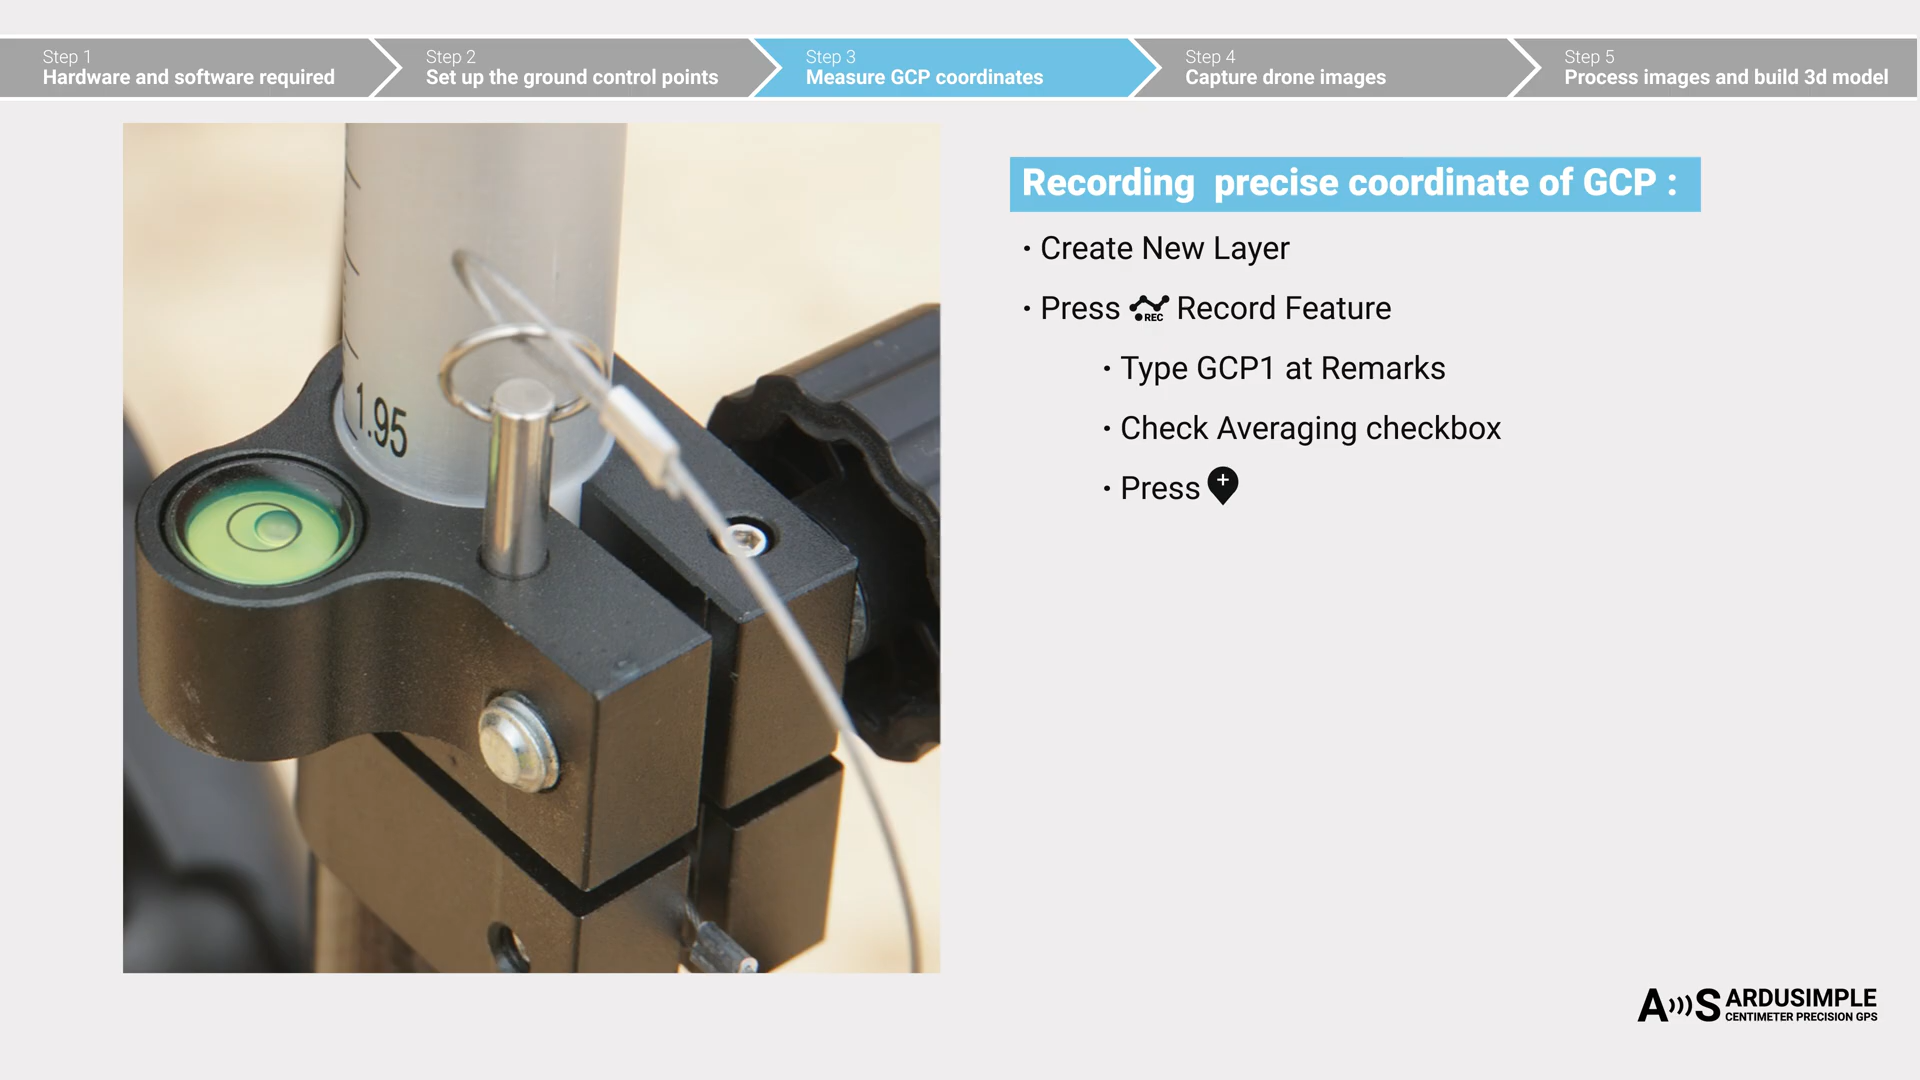 Step 1
Hardware and software required
Step 2
Set up the ground control points
Step 3
Measure GCP coordinates
Step 4
Capture drone images
Step 5
Process images and build 3d model
Recording precise coordinate of GCP :
· Create New Layer
· Press REC Record Feature
· Type GCP1 at Remarks
· Check Averaging checkbox
· Press
1.95
AS ARDUSIMPLE
CENTIMETER PRECISION GPS